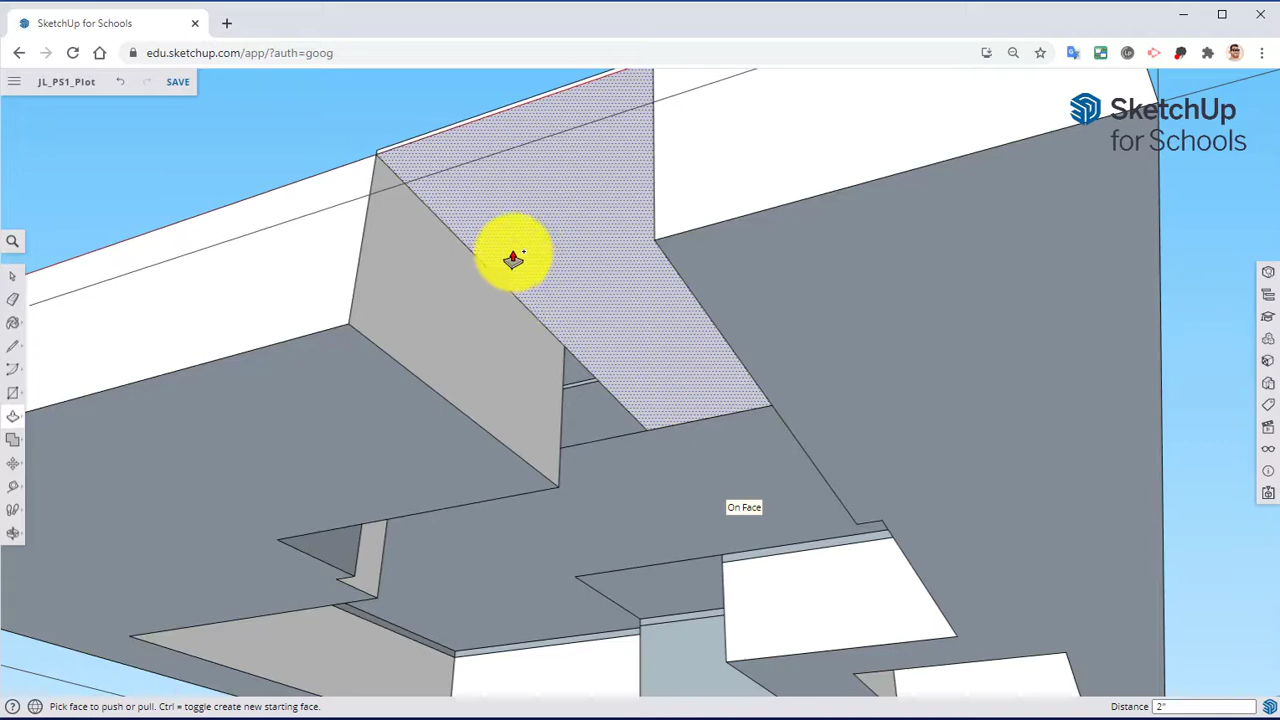 SketchUp for Schools
edu.sketchup.com/app/?auth=goog
JL_PS1_Plot
SAVE
SketchUp
for Schools
On Face
Pick face to push or pull. Ctrl = toggle create new starting face.
Distance 2"